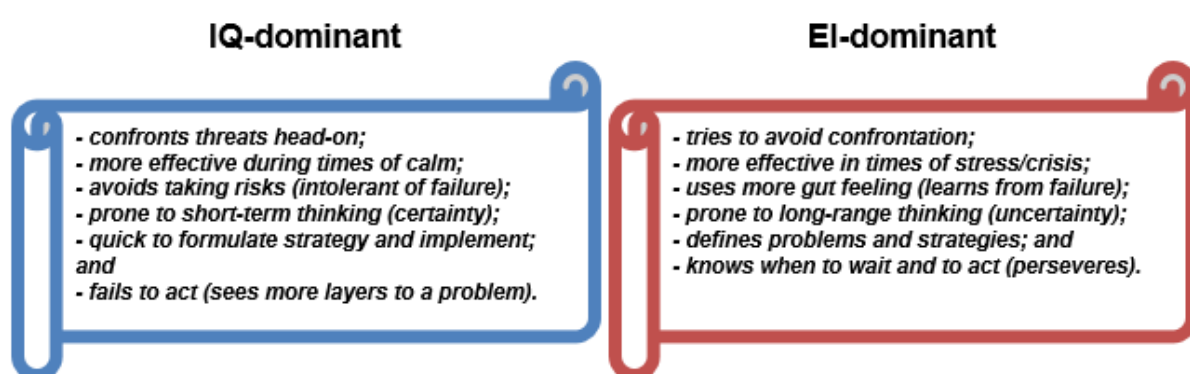 IQ-dominant
- confronts threats head-on;
- more effective during times of calm;
- avoids taking risks (intolerant of failure);
- prone to short-term thinking (certainty);
- quick to formulate strategy and implement;
and
- fails to act (sees more layers to a problem).
EI-dominant
- tries to avoid confrontation;
- more effective in times of stress/crisis;
- uses more gut feeling (learns from failure);
- prone to long-range thinking (uncertainty);
- defines problems and strategies; and
- knows when to wait and to act (perseveres).